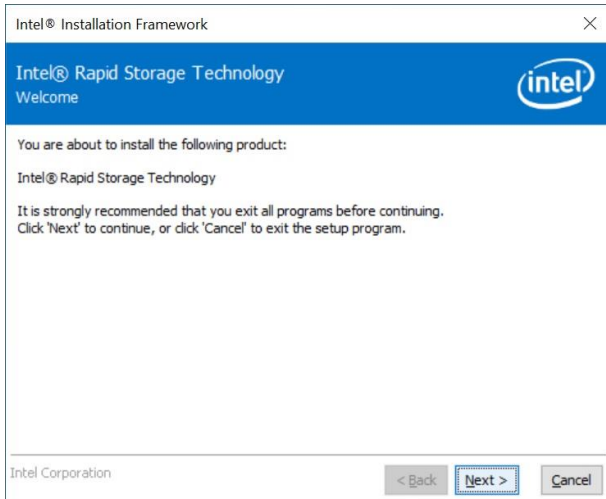 Intel® Installation Framework
Intel® Rapid Storage Technology
Welcome
intel
You are about to install the following product:
Intel® Rapid Storage Technology
It is strongly recommended that you exit all programs before continuing.
Click 'Next' to continue, or click 'Cancel' to exit the setup program.
Intel Corporation
< Back Next > Cancel